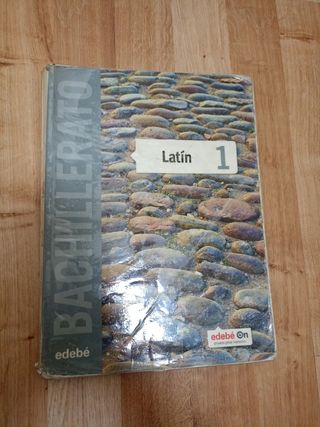 BACHILLERATO
Latín 1
edebé
edebé On